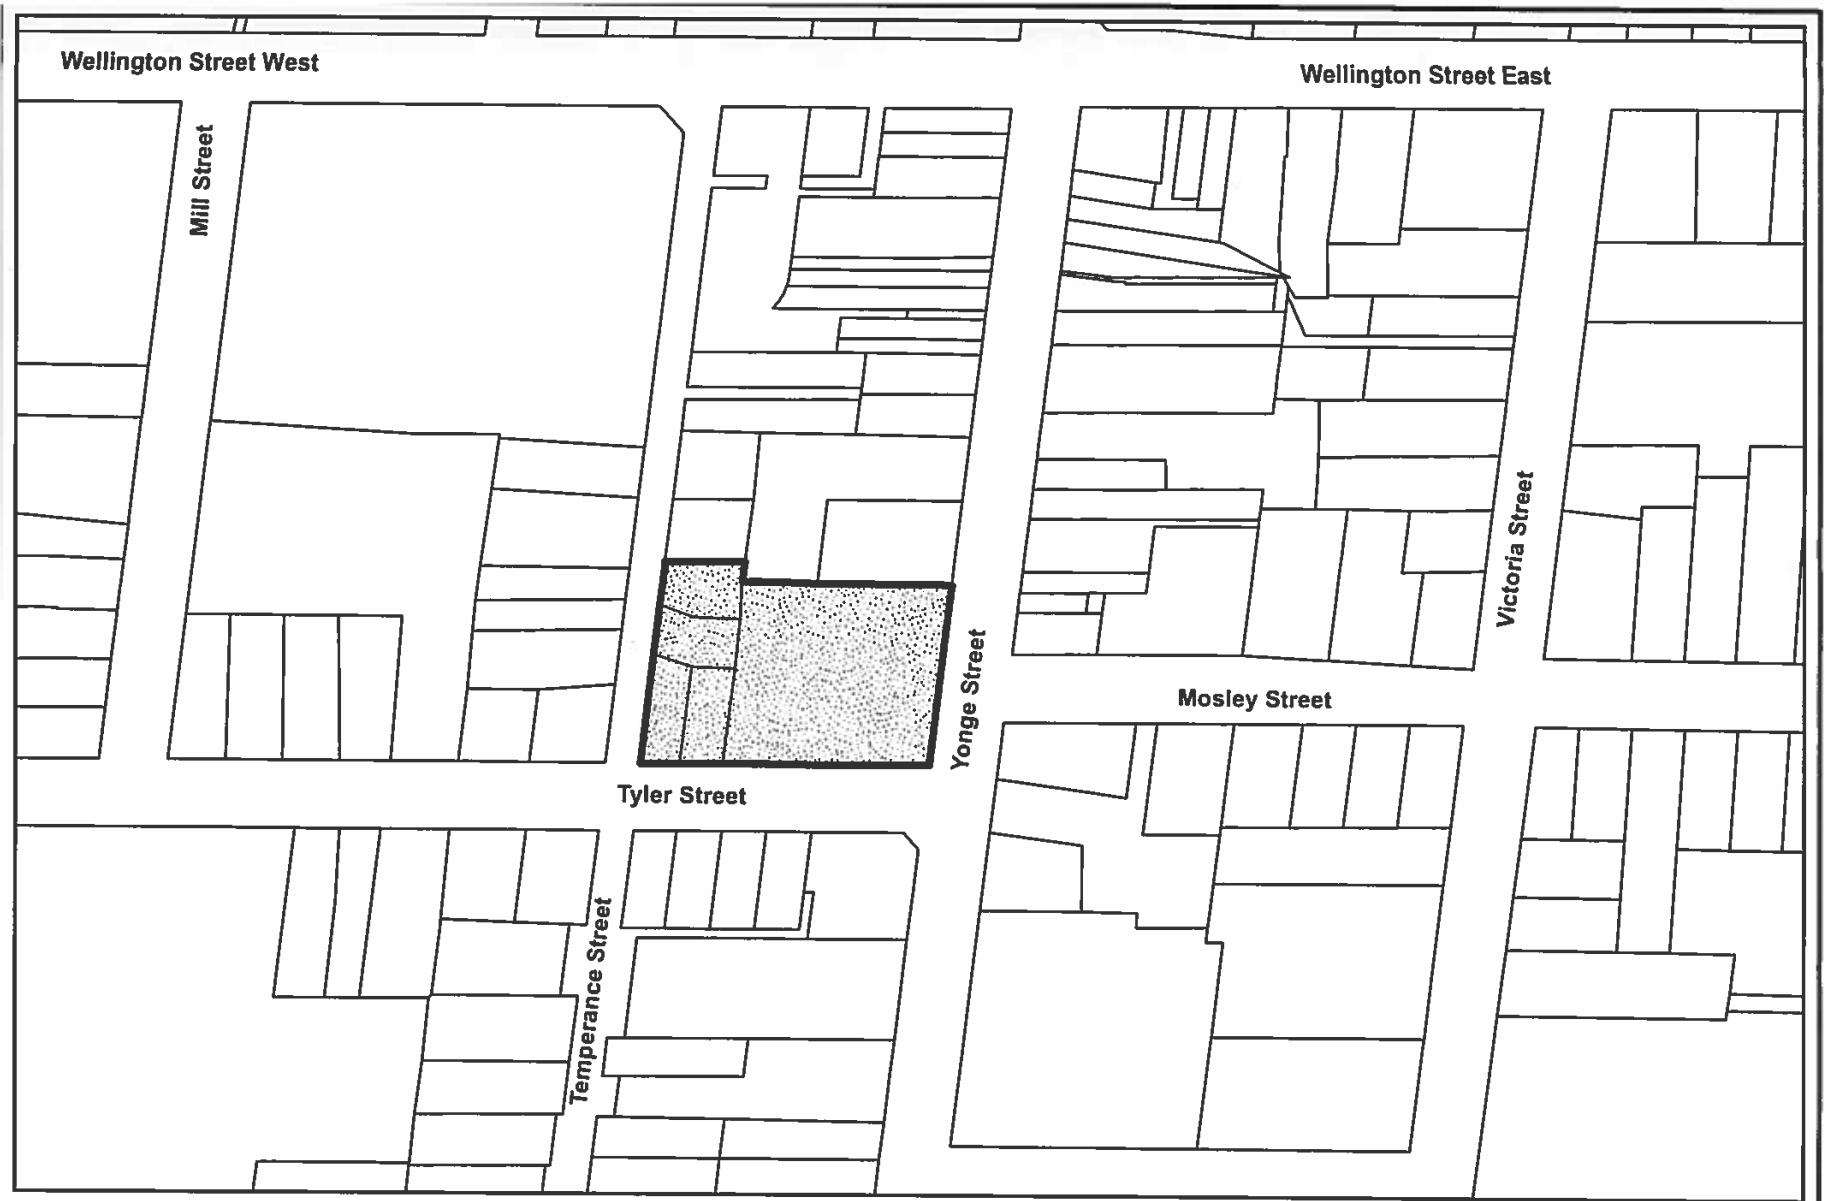 Wellington Street West
Wellington Street East
Mill Street
Victoria Street
Yonge Street
Mosley Street
Tyler Street
Temperance Street